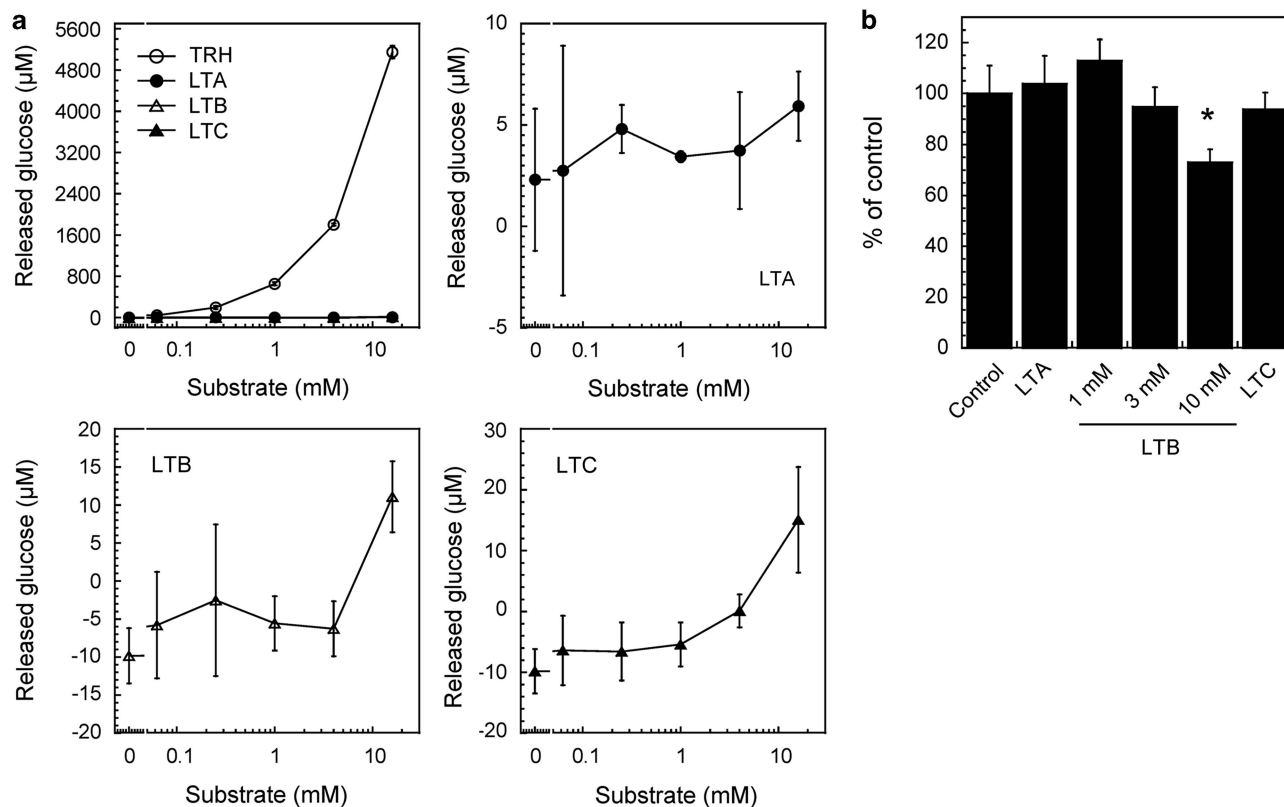 a
5600
4800
4000
3200
2400
1600
800
0
Released glucose (µM)
TRH
LTA
LTB
LTC
0 0.1 1 10
Substrate (mM)
10
5
0
-5
Released glucose (µM)
LTA
0 0.1 1 10
Substrate (mM)
20
15
10
5
0
-5
-10
-15
-20
Released glucose (µM)
LTB
0 0.1 1 10
Substrate (mM)
30
20
10
0
-10
-20
Released glucose (µM)
LTC
0 0.1 1 10
Substrate (mM)
b
120
100
80
60
40
20
0
% of control
*
Control LTA 1 mM 3 mM 10 mM LTC
LTB